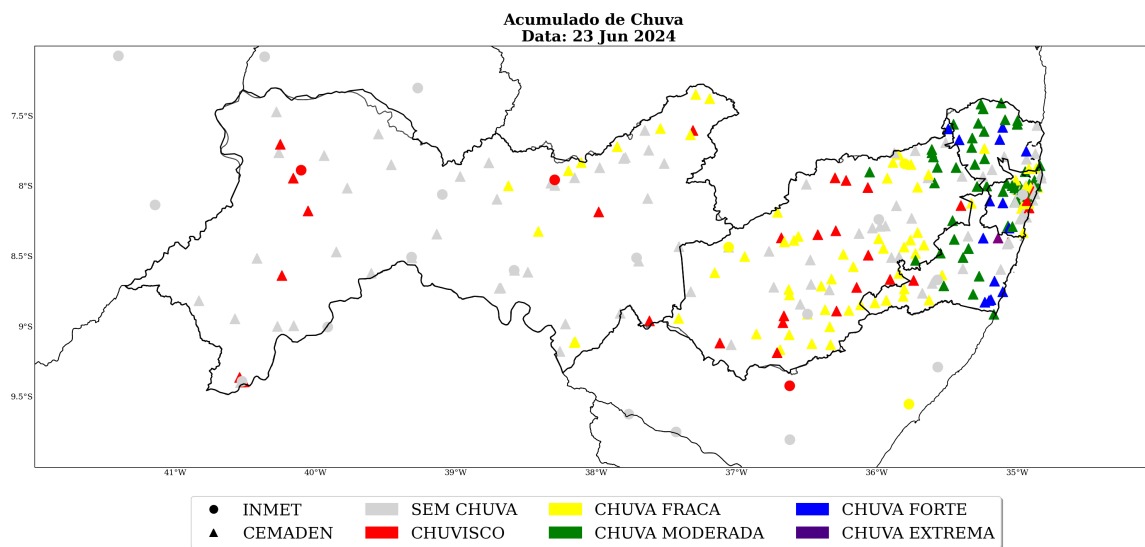 Acumulado de Chuva
Data: 23 Jun 2024
7.5°S
8°S
8.5°S
9°S
9.5°S
41°W 40°W 39°W 38°W 37°W 36°W 35°W
INMET SEM CHUVA CHUVA FRACA CHUVA FORTE
CEMADEN CHUVISCO CHUVA MODERADA CHUVA EXTREMA